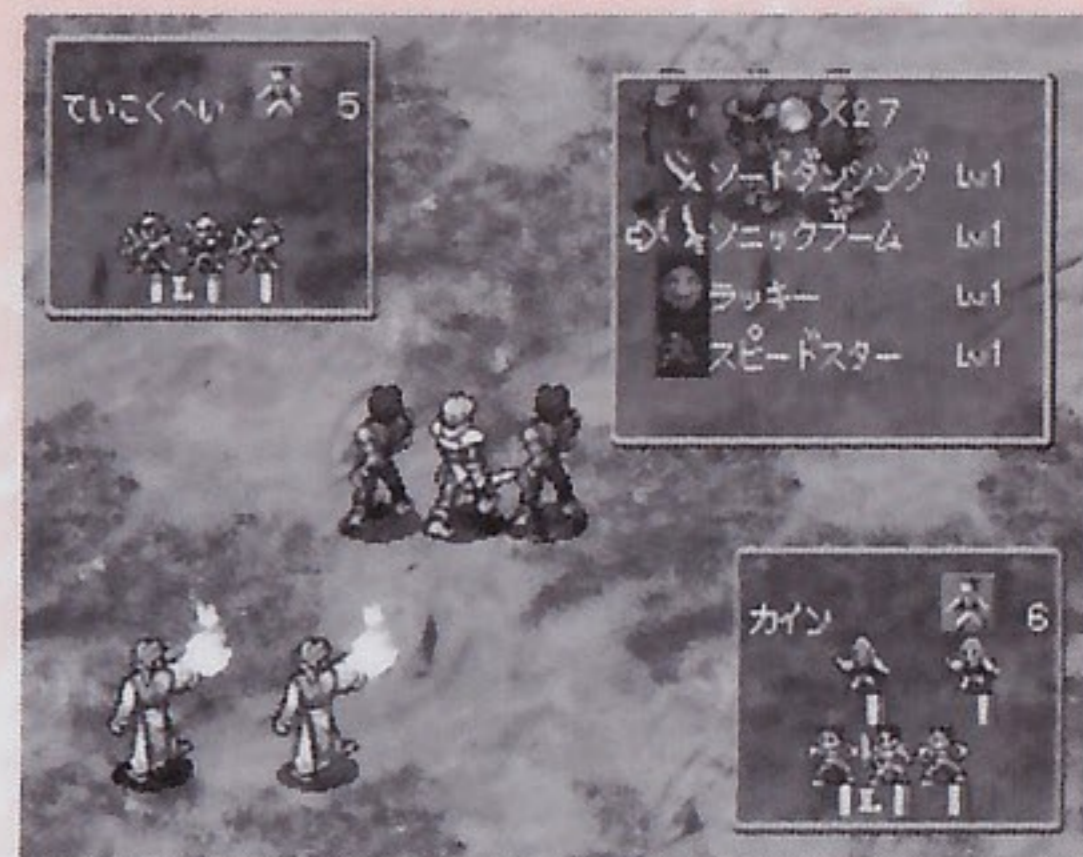 ていこくへい 5
L
X27
ソードダンシング Lv1
ソニックブーム Lv1
ラッキー Lv1
スピードスター Lv1
カイン 6
L